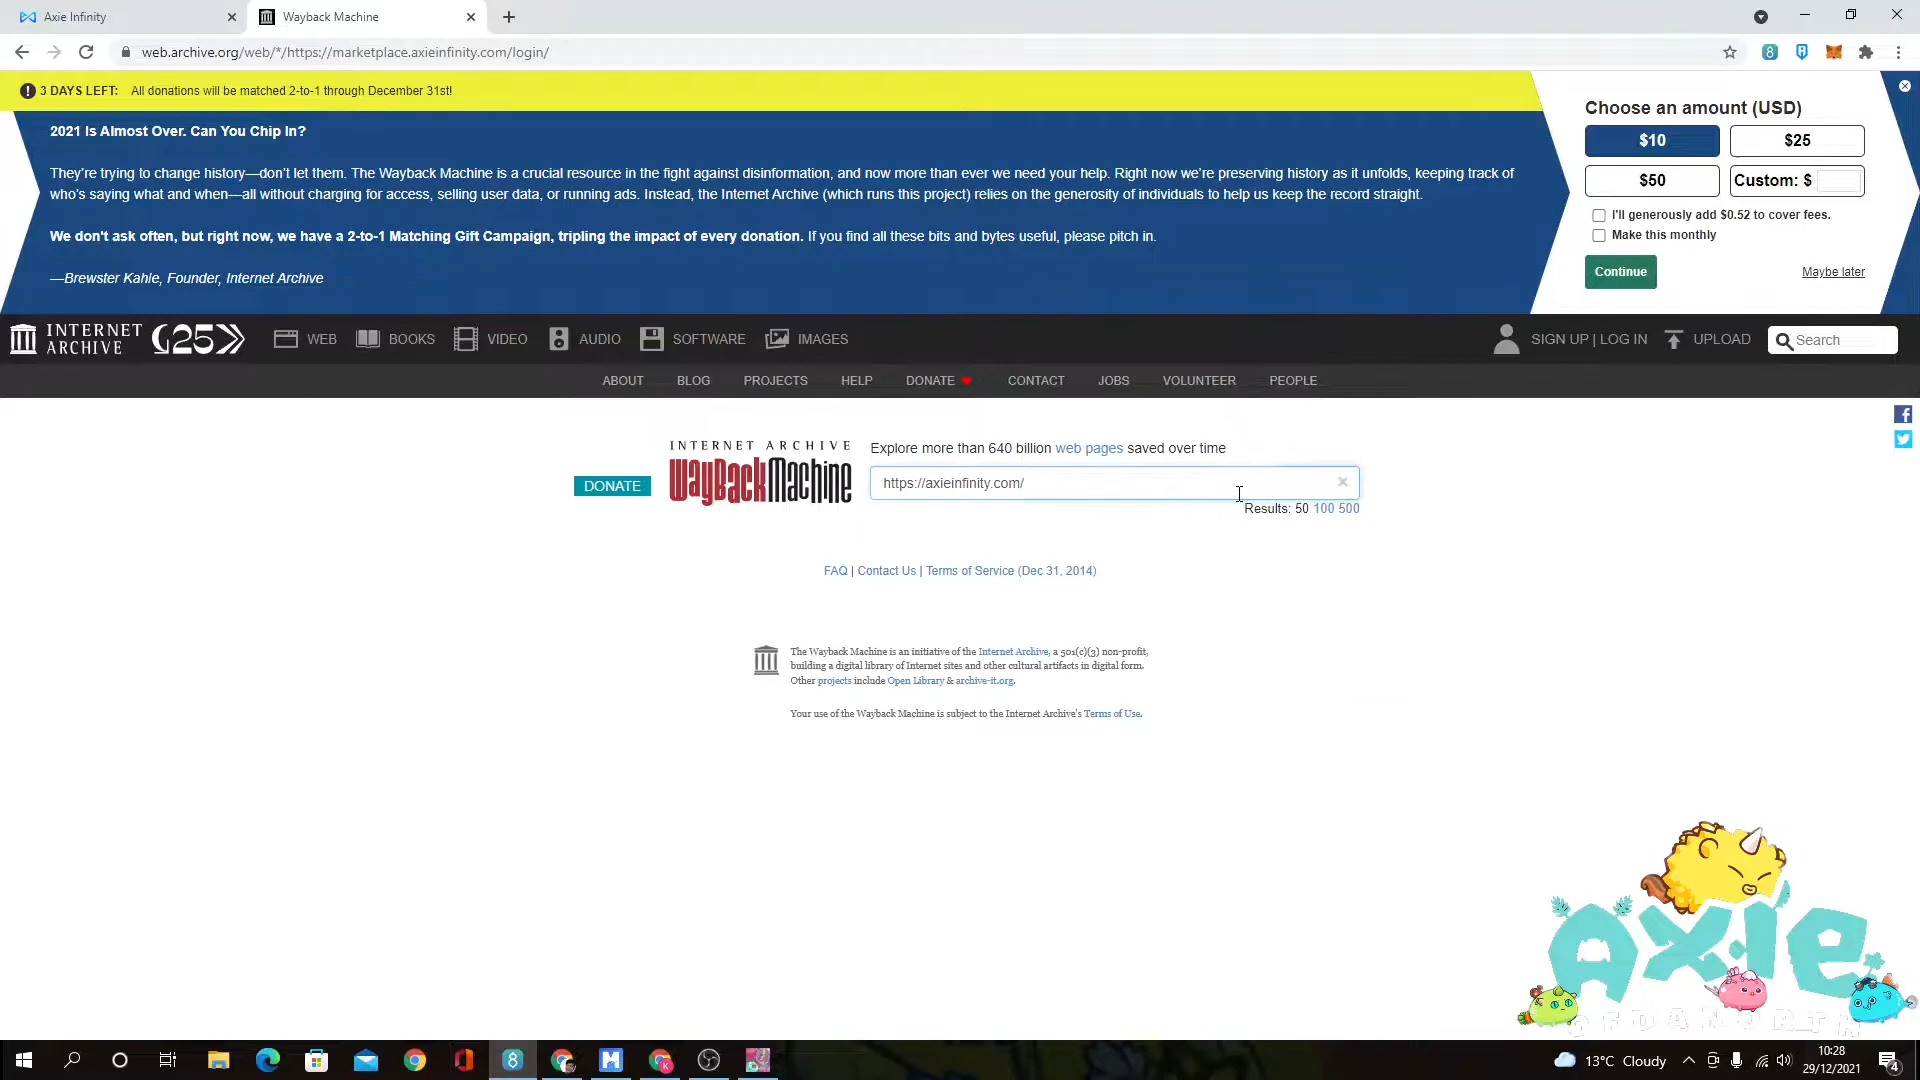 Axie Infinity
Wayback Machine
web.archive.org/web/*/https://marketplace.axieinfinity.com/login/
3 DAYS LEFT: All donations will be matched 2-to-1 through December 31st!
2021 Is Almost Over. Can You Chip In?
They're trying to change history—don't let them. The Wayback Machine is a crucial resource in the fight against disinformation, and now more than ever we need your help. Right now we're preserving history as it unfolds, keeping track of
who's saying what and when—all without charging for access, selling user data, or running ads. Instead, the Internet Archive (which runs this project) relies on the generosity of individuals to help us keep the record straight.
We don't ask often, but right now, we have a 2-to-1 Matching Gift Campaign, tripling the impact of every donation. If you find all these bits and bytes useful, please pitch in.
—Brewster Kahle, Founder, Internet Archive
Choose an amount (USD)
$10 $25
$50 Custom: $
I'll generously add $0.52 to cover fees.
Make this monthly
Continue Maybe later
INTERNET ARCHIVE 25 WEB BOOKS VIDEO AUDIO SOFTWARE IMAGES SIGN UP | LOG IN UPLOAD Search
ABOUT BLOG PROJECTS HELP DONATE CONTACT JOBS VOLUNTEER PEOPLE
DONATE
INTERNET ARCHIVE
WayBackMachine
Explore more than 640 billion web pages saved over time
https://axieinfinity.com/
Results: 50 100 500
FAQ | Contact Us | Terms of Service (Dec 31, 2014)
The Wayback Machine is an initiative of the Internet Archive, a 501(c)(3) non-profit,
building a digital library of Internet sites and other cultural artifacts in digital form.
Other projects include Open Library & archive-it.org.
Your use of the Wayback Machine is subject to the Internet Archive's Terms of Use.
Axie
OFDANORTH
8
13°C Cloudy
10:28
29/12/2021
4